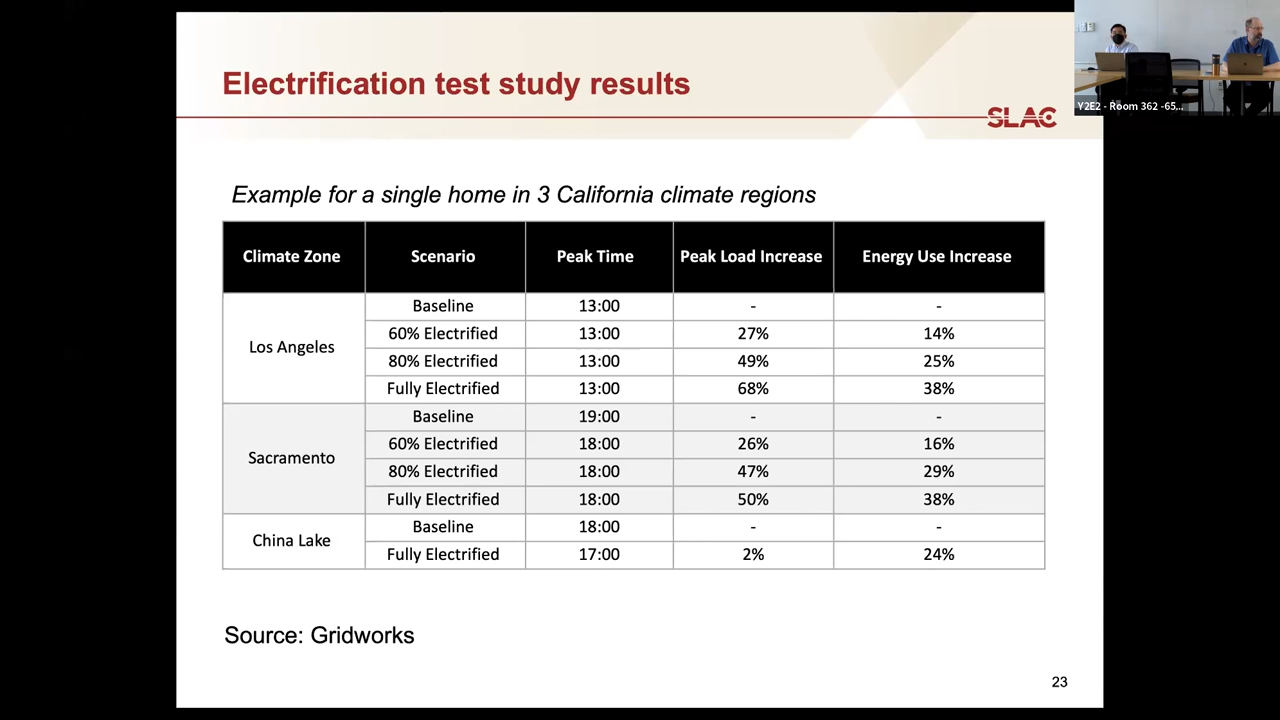 Electrification test study results
SLAC
Y2E2 - Room 362 -65...
Example for a single home in 3 California climate regions
Climate Zone Scenario Peak Time Peak Load Increase Energy Use Increase
Los Angeles
Baseline 13:00 - -
60% Electrified 13:00 27% 14%
80% Electrified 13:00 49% 25%
Fully Electrified 13:00 68% 38%
Sacramento
Baseline 19:00 - -
60% Electrified 18:00 26% 16%
80% Electrified 18:00 47% 29%
Fully Electrified 18:00 50% 38%
China Lake
Baseline 18:00 - -
Fully Electrified 17:00 2% 24%
Source: Gridworks
23